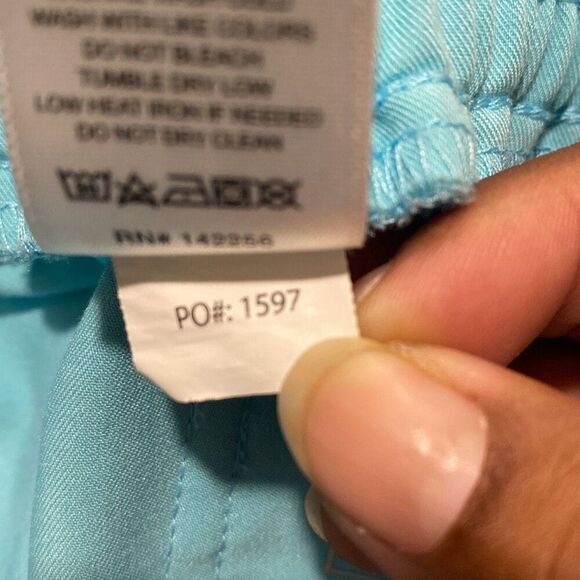 WASH WITH LIKE COLORS
DO NOT BLEACH
TUMBLE DRY LOW
LOW HEAT IRON IF NEEDED
DO NOT DRY CLEAN
RN# 142256
PO#: 1597